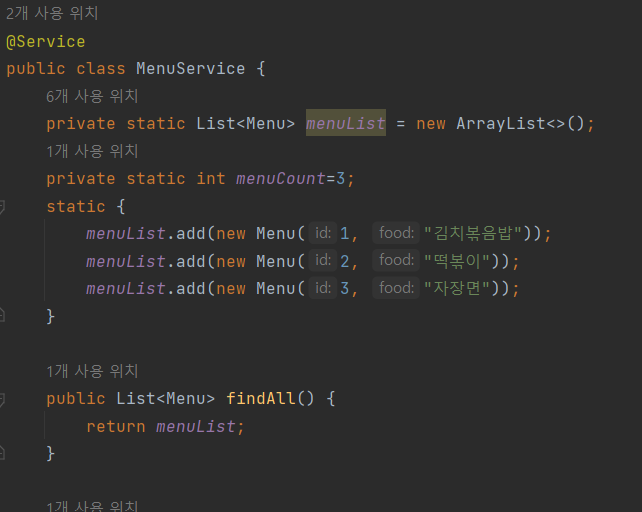 2개 사용 위치
@Service
public class MenuService {
6개 사용 위치
private static List<Menu> menuList = new ArrayList<>();
1개 사용 위치
private static int menuCount=3;
static {
menuList.add(new Menu( id: 1, food: "김치볶음밥"));
menuList.add(new Menu( id: 2, food: "떡볶이"));
menuList.add(new Menu( id: 3, food: "자장면"));
}
1개 사용 위치
public List<Menu> findAll() {
return menuList;
}
1개 사용 위치